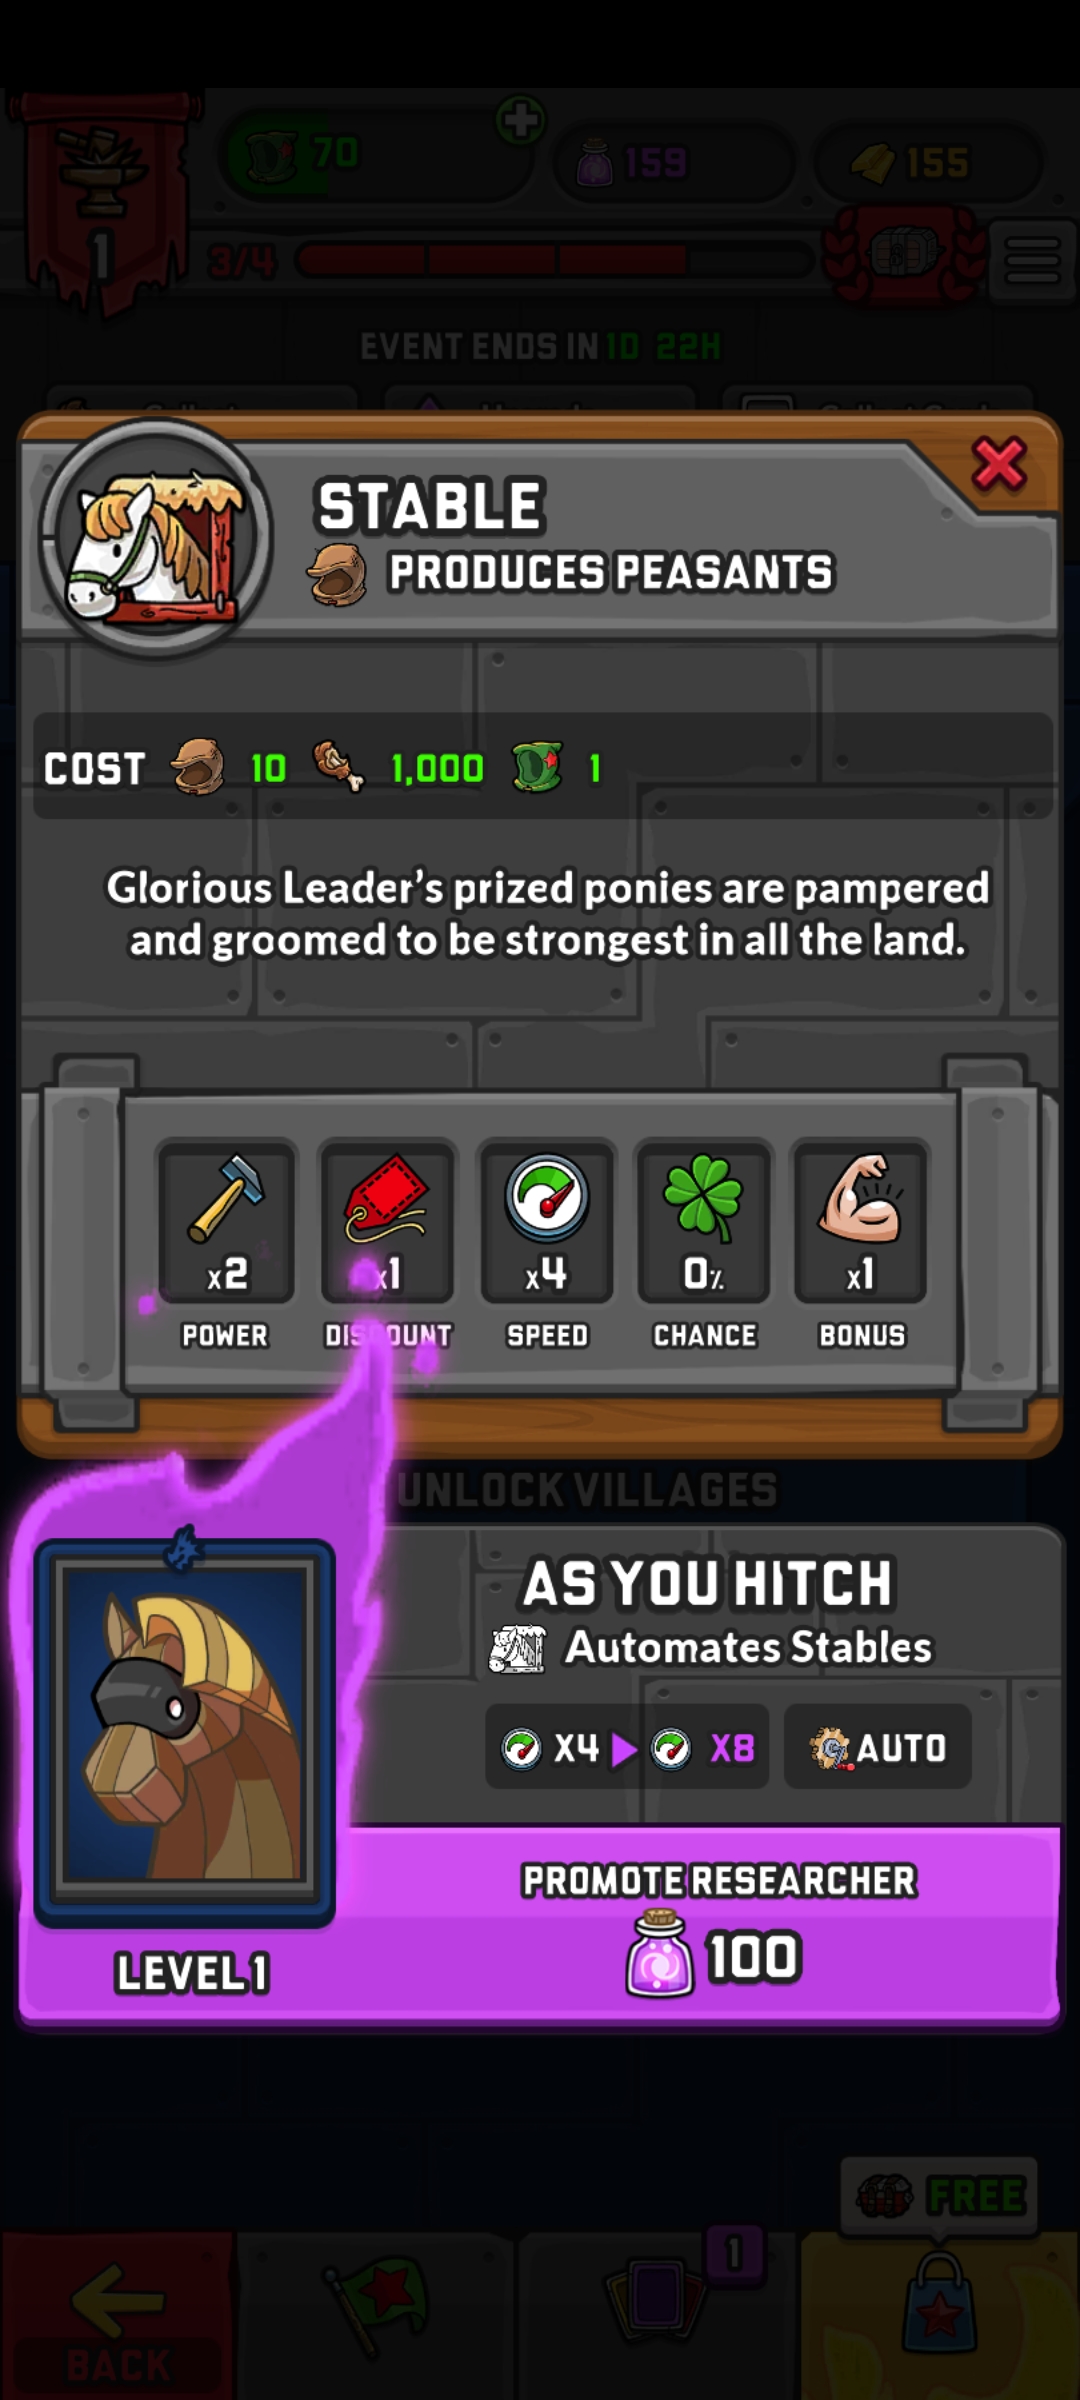 70
159
155
1
3/4
EVENT ENDS IN 1D 22H
STABLE
PRODUCES PEASANTS
COST 10 1,000 1
Glorious Leader's prized ponies are pampered
and groomed to be strongest in all the land.
x2 x1 x4 0% x1
POWER DISCOUNT SPEED CHANCE BONUS
UNLOCK VILLAGES
AS YOU HITCH
Automates Stables
X4 X8 AUTO
PROMOTE RESEARCHER
100
LEVEL 1
FREE
1
BACK